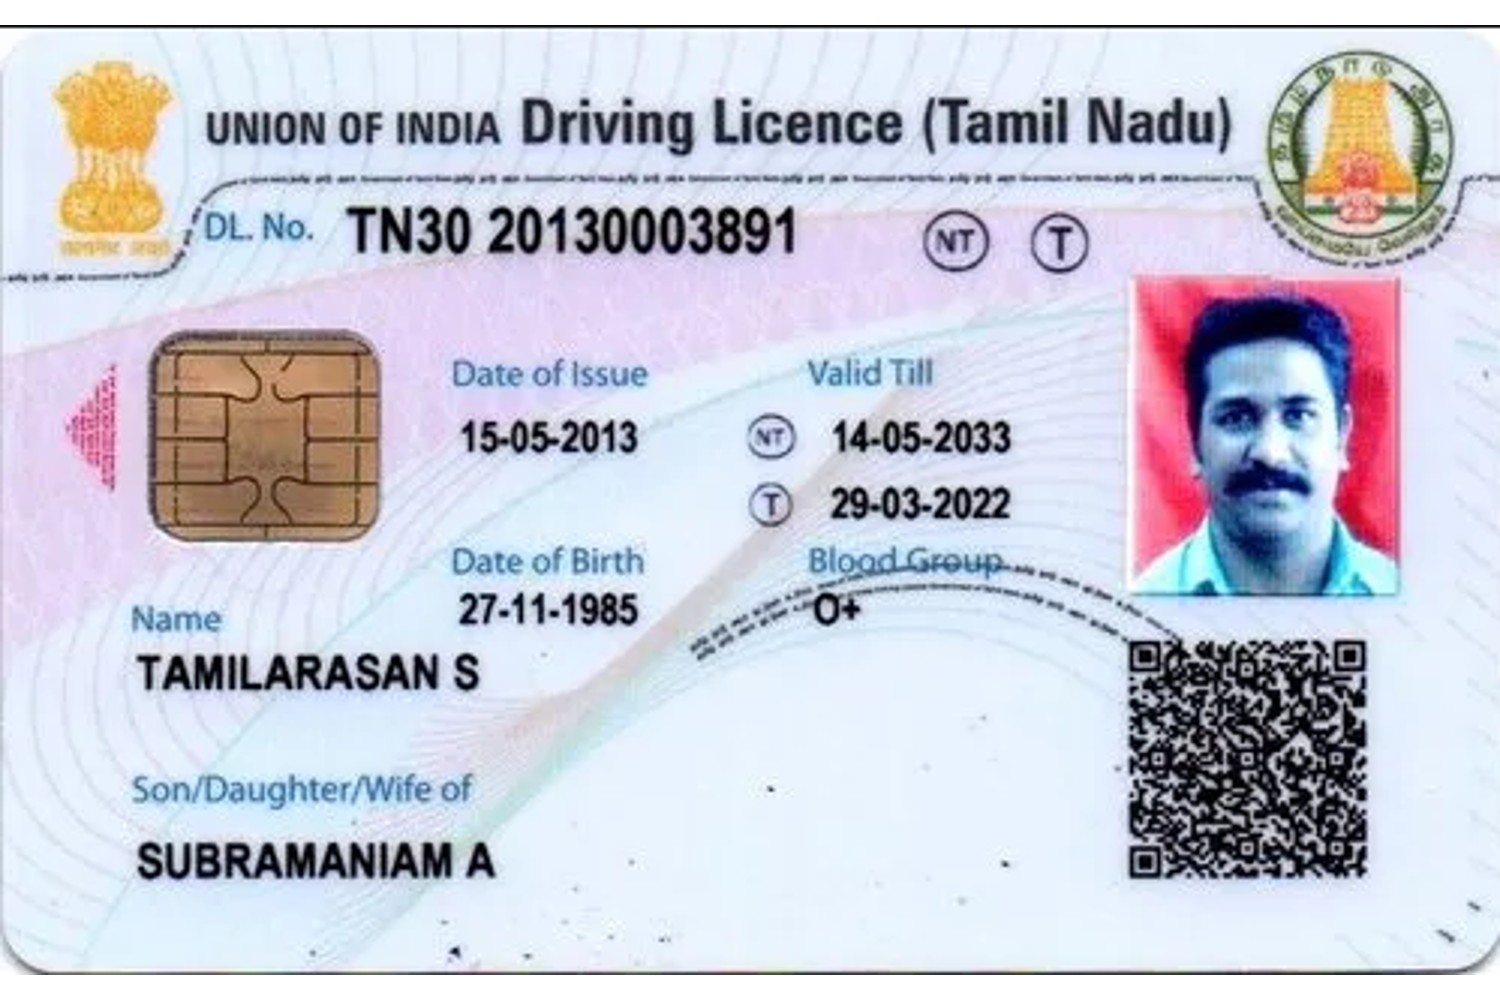 UNION OF INDIA Driving Licence (Tamil Nadu)
DL. No. TN30 20130003891 NT T
Date of Issue Valid Till
15-05-2013 NT 14-05-2033
T 29-03-2022
Date of Birth Blood Group
27-11-1985 O+
Name
TAMILARASAN S
Son/Daughter/Wife of
SUBRAMANIAM A